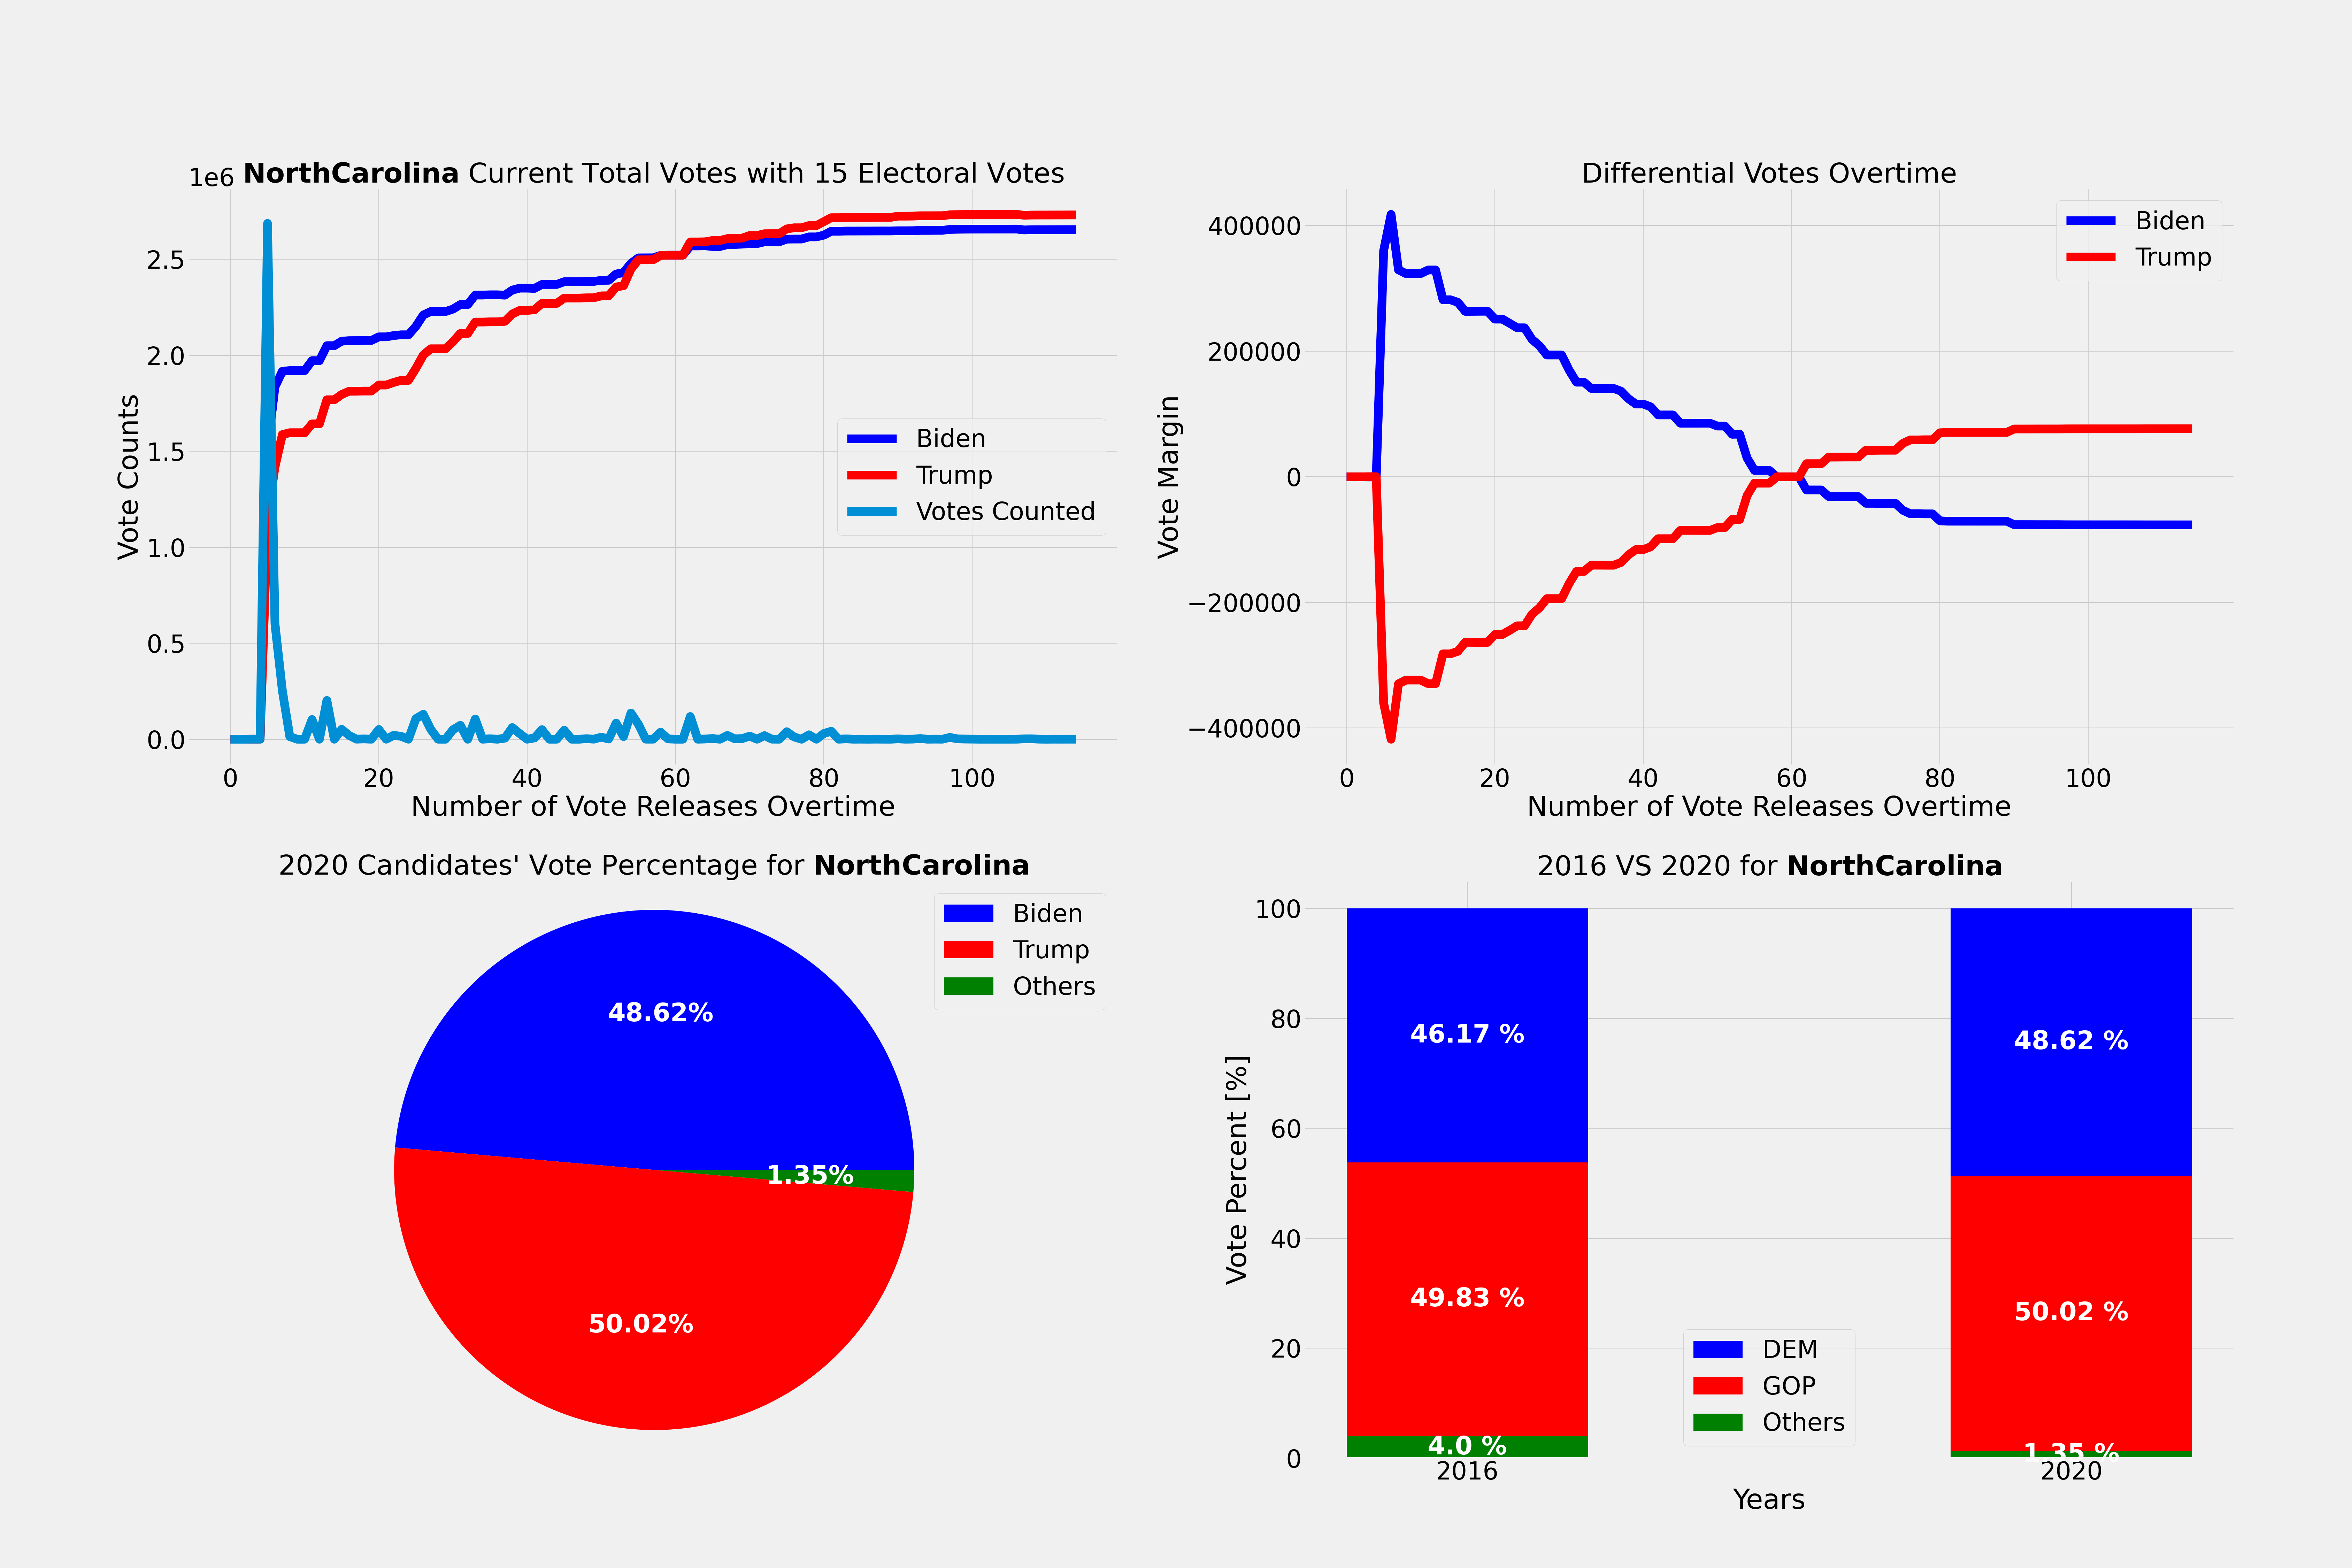 NorthCarolina Current Total Votes with 15 Electoral Votes
1e6
Vote Counts
2.5
2.0
1.5
1.0
0.5
0.0
Biden
Trump
Votes Counted
0 20 40 60 80 100
Number of Vote Releases Overtime
Differential Votes Overtime
Vote Margin
400000
200000
0
−200000
−400000
Biden
Trump
0 20 40 60 80 100
Number of Vote Releases Overtime
2020 Candidates' Vote Percentage for NorthCarolina
Biden
Trump
Others
48.62%
1.35%
50.02%
2016 VS 2020 for NorthCarolina
Vote Percent [%]
100
80
60
40
20
0
46.17 %
48.62 %
49.83 %
50.02 %
4.0 %
1.35 %
DEM
GOP
Others
2016 2020
Years